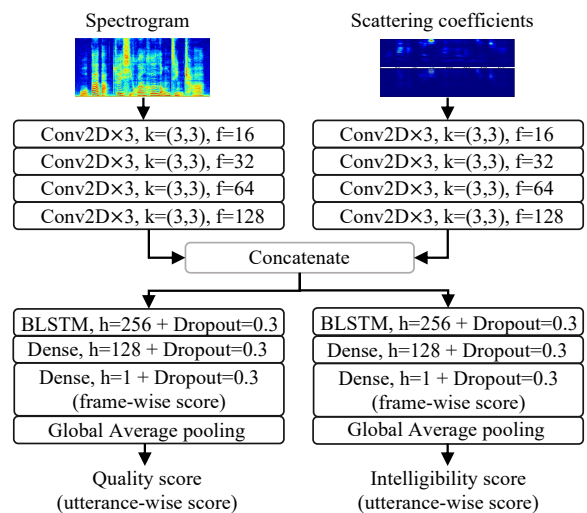 Spectrogram
Scattering coefficients
Conv2D×3, k=(3,3), f=16
Conv2D×3, k=(3,3), f=32
Conv2D×3, k=(3,3), f=64
Conv2D×3, k=(3,3), f=128
Conv2D×3, k=(3,3), f=16
Conv2D×3, k=(3,3), f=32
Conv2D×3, k=(3,3), f=64
Conv2D×3, k=(3,3), f=128
Concatenate
BLSTM, h=256 + Dropout=0.3
Dense, h=128 + Dropout=0.3
Dense, h=1 + Dropout=0.3
(frame-wise score)
Global Average pooling
Quality score
(utterance-wise score)
BLSTM, h=256 + Dropout=0.3
Dense, h=128 + Dropout=0.3
Dense, h=1 + Dropout=0.3
(frame-wise score)
Global Average pooling
Intelligibility score
(utterance-wise score)